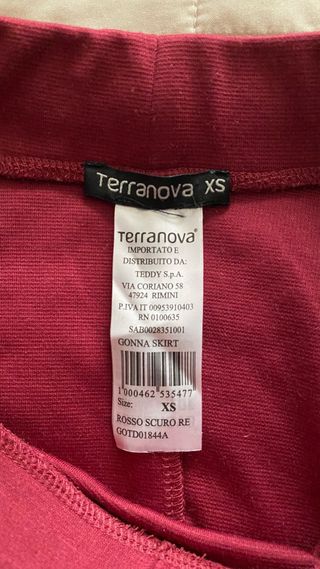 Terranova XS
Terranova®
IMPORTATO E
DISTRIBUITO DA:
TEDDY S.p.A.
VIA CORIANO 58
47924 RIMINI
P.IVA IT 00953910403
RN 0100635
SAB0028351001
GONNA SKIRT
1 000462 535477
Size: XS
ROSSO SCURO RE
GOTD01844A